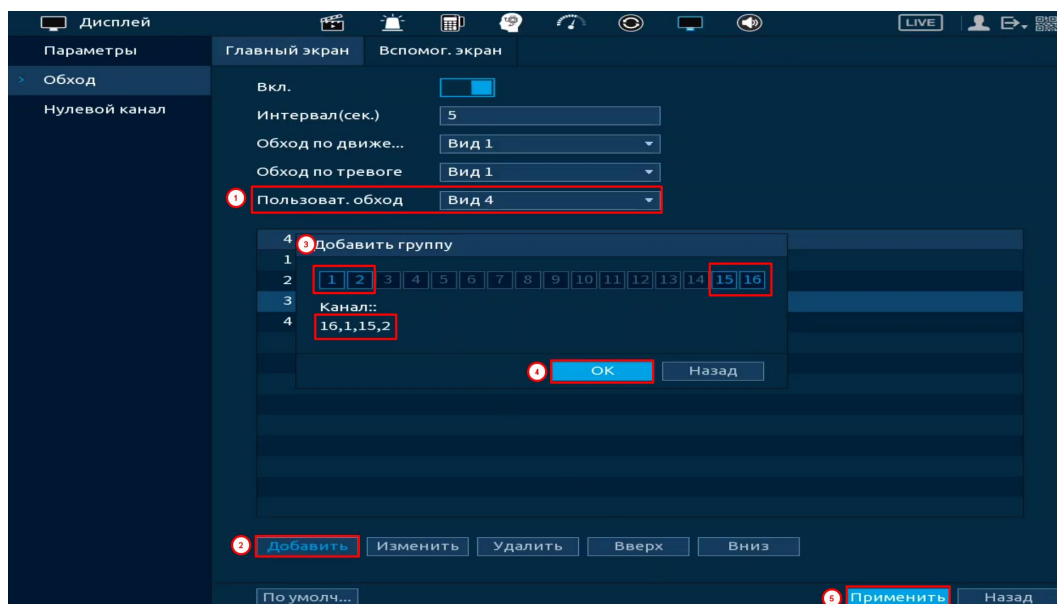 Дисплей
LIVE
Параметры
Обход
Нулевой канал
Главный экран Вспомог. экран
Вкл.
Интервал(сек.) 5
Обход по движе... Вид 1
Обход по тревоге Вид 1
1 Пользоват. обход Вид 4
4
1
2
3
4
3 Добавить группу
1 2 3 4 5 6 7 8 9 10 11 12 13 14 15 16
Канал::
16,1,15,2
4 OK Назад
2 Добавить Изменить Удалить Вверх Вниз
По умолч... 5 Применить Назад